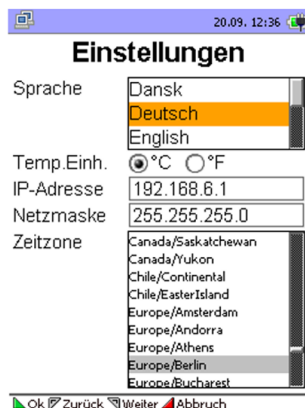 20.09. 12:36
Einstellungen
Sprache
Dansk
Deutsch
English
Temp.Einh.
°C °F
IP-Adresse
192.168.6.1
Netzmaske
255.255.255.0
Zeitzone
Canada/Saskatchewan
Canada/Yukon
Chile/Continental
Chile/EasterIsland
Europe/Amsterdam
Europe/Andorra
Europe/Athens
Europe/Berlin
Europe/Bucharest
Ok Zurück Weiter Abbruch